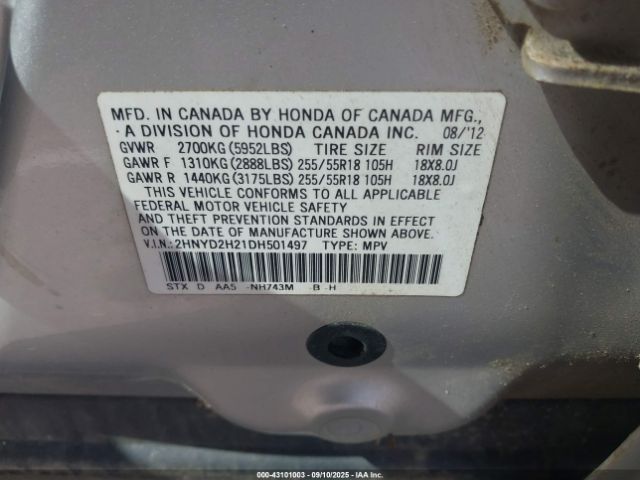 MFD. IN CANADA BY HONDA OF CANADA MFG.,
A DIVISION OF HONDA CANADA INC. 08/'12
GVWR 2700KG(5952LBS) TIRE SIZE RIM SIZE
GAWR F 1310KG(2888LBS) 255/55R18 105H 18X8.0J
GAWR R 1440KG(3175LBS) 255/55R18 105H 18X8.0J
THIS VEHICLE CONFORMS TO ALL APPLICABLE
FEDERAL MOTOR VEHICLE SAFETY
AND THEFT PREVENTION STANDARDS IN EFFECT
ON THE DATE OF MANUFACTURE SHOWN ABOVE.
V.I.N.:2HNYD2H21DH501497 TYPE: MPV
STX D AA5 -NH743M -B -H
000-43101003 - 09/10/2025 - IAAI.COM